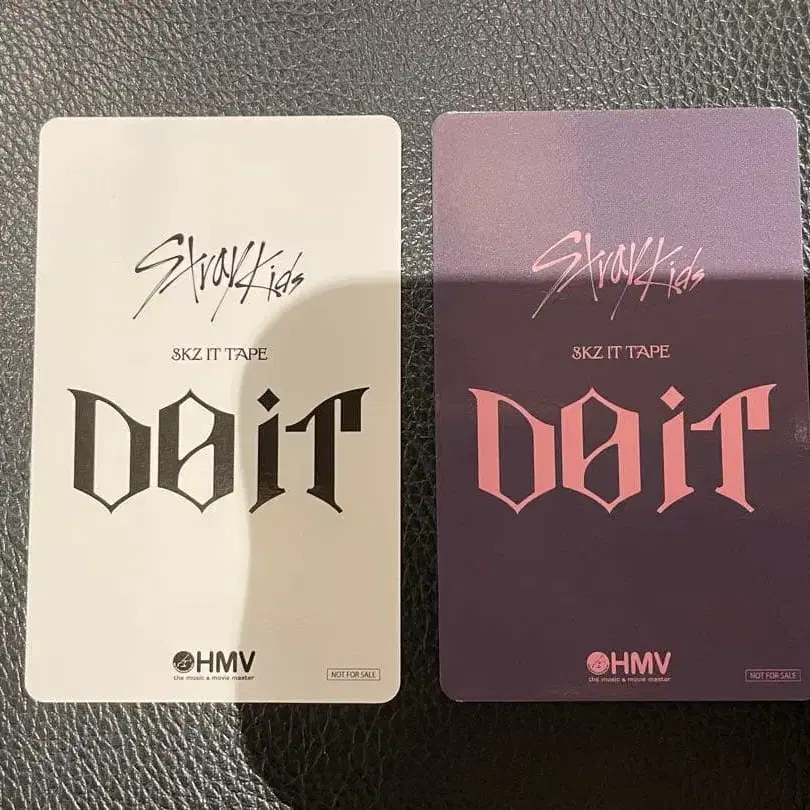 Stray Kids
SKZ IT TAPE
DO iT
HMV
the music & movie master
NOT FOR SALE
Stray Kids
SKZ IT TAPE
DO iT
HMV
the music & movie master
NOT FOR SALE